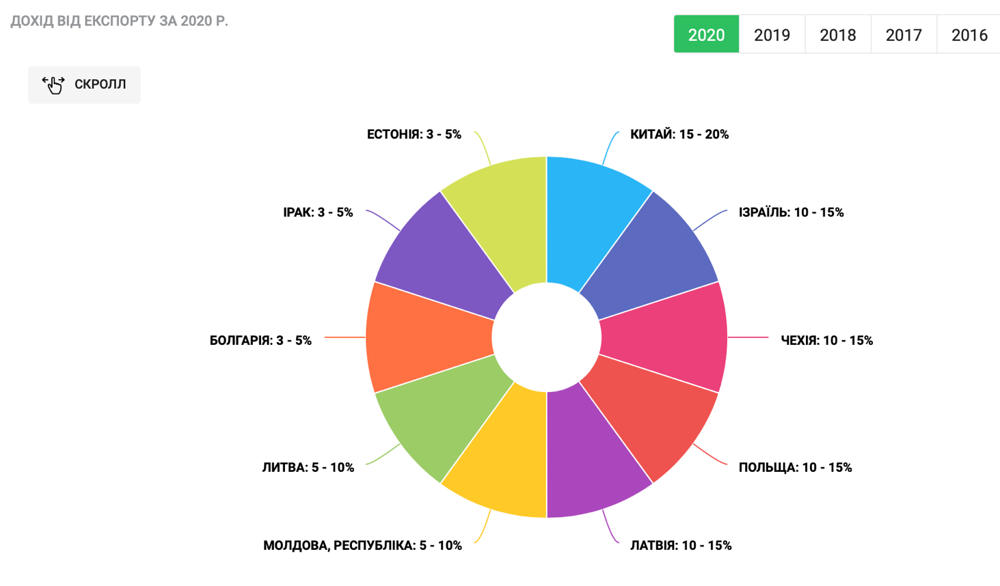 ДОХІД ВІД ЕКСПОРТУ ЗА 2020 Р.
2020 2019 2018 2017 2016
СКРОЛЛ
ЕСТОНІЯ: 3 - 5%
КИТАЙ: 15 - 20%
ІРАК: 3 - 5%
ІЗРАЇЛЬ: 10 - 15%
БОЛГАРІЯ: 3 - 5%
ЧЕХІЯ: 10 - 15%
ЛИТВА: 5 - 10%
ПОЛЬЩА: 10 - 15%
МОЛДОВА, РЕСПУБЛІКА: 5 - 10%
ЛАТВІЯ: 10 - 15%